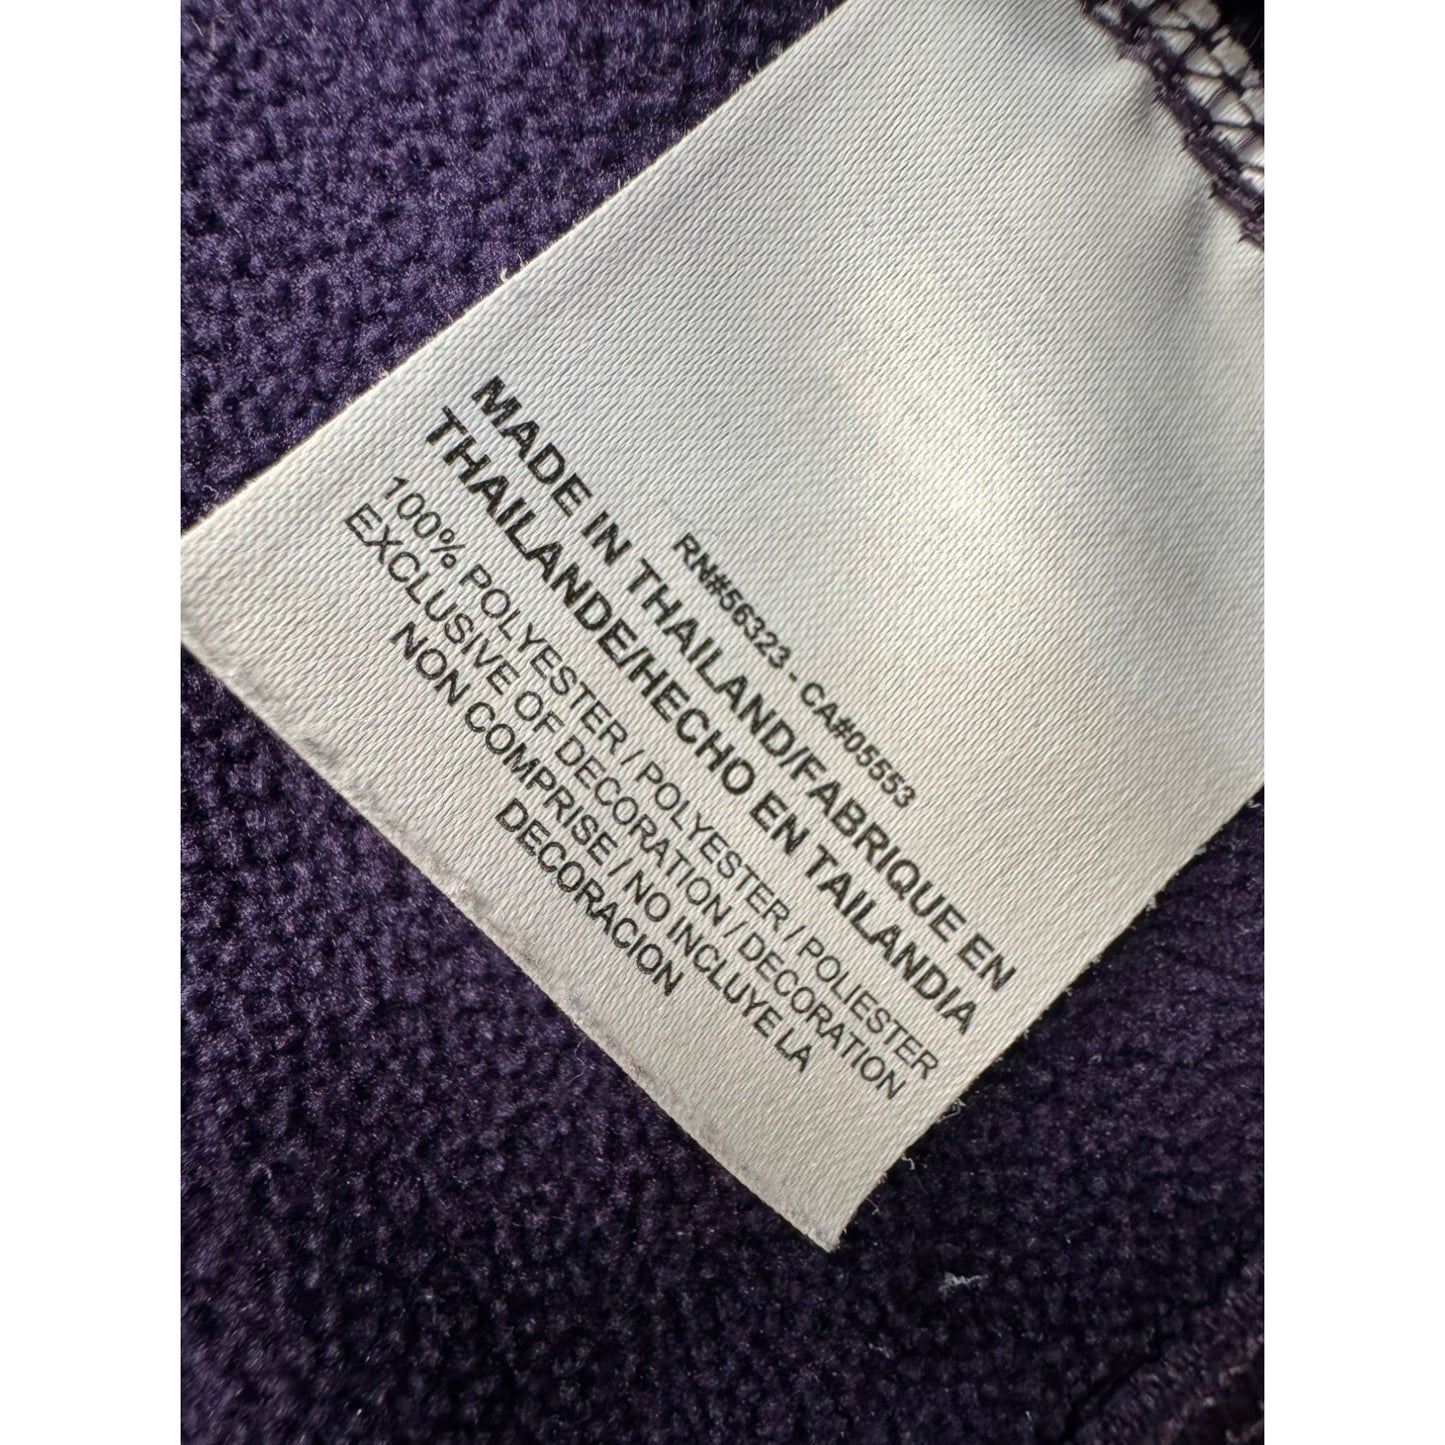 RN#56323 - CA#05553
MADE IN THAILAND/FABRIQUE EN
THAILANDE/HECHO EN TAILANDIA
100% POLYESTER / POLYESTER / POLIESTER
EXCLUSIVE OF DECORATION / DECORATION
NON COMPRISE / NO INCLUYE LA
DECORACION